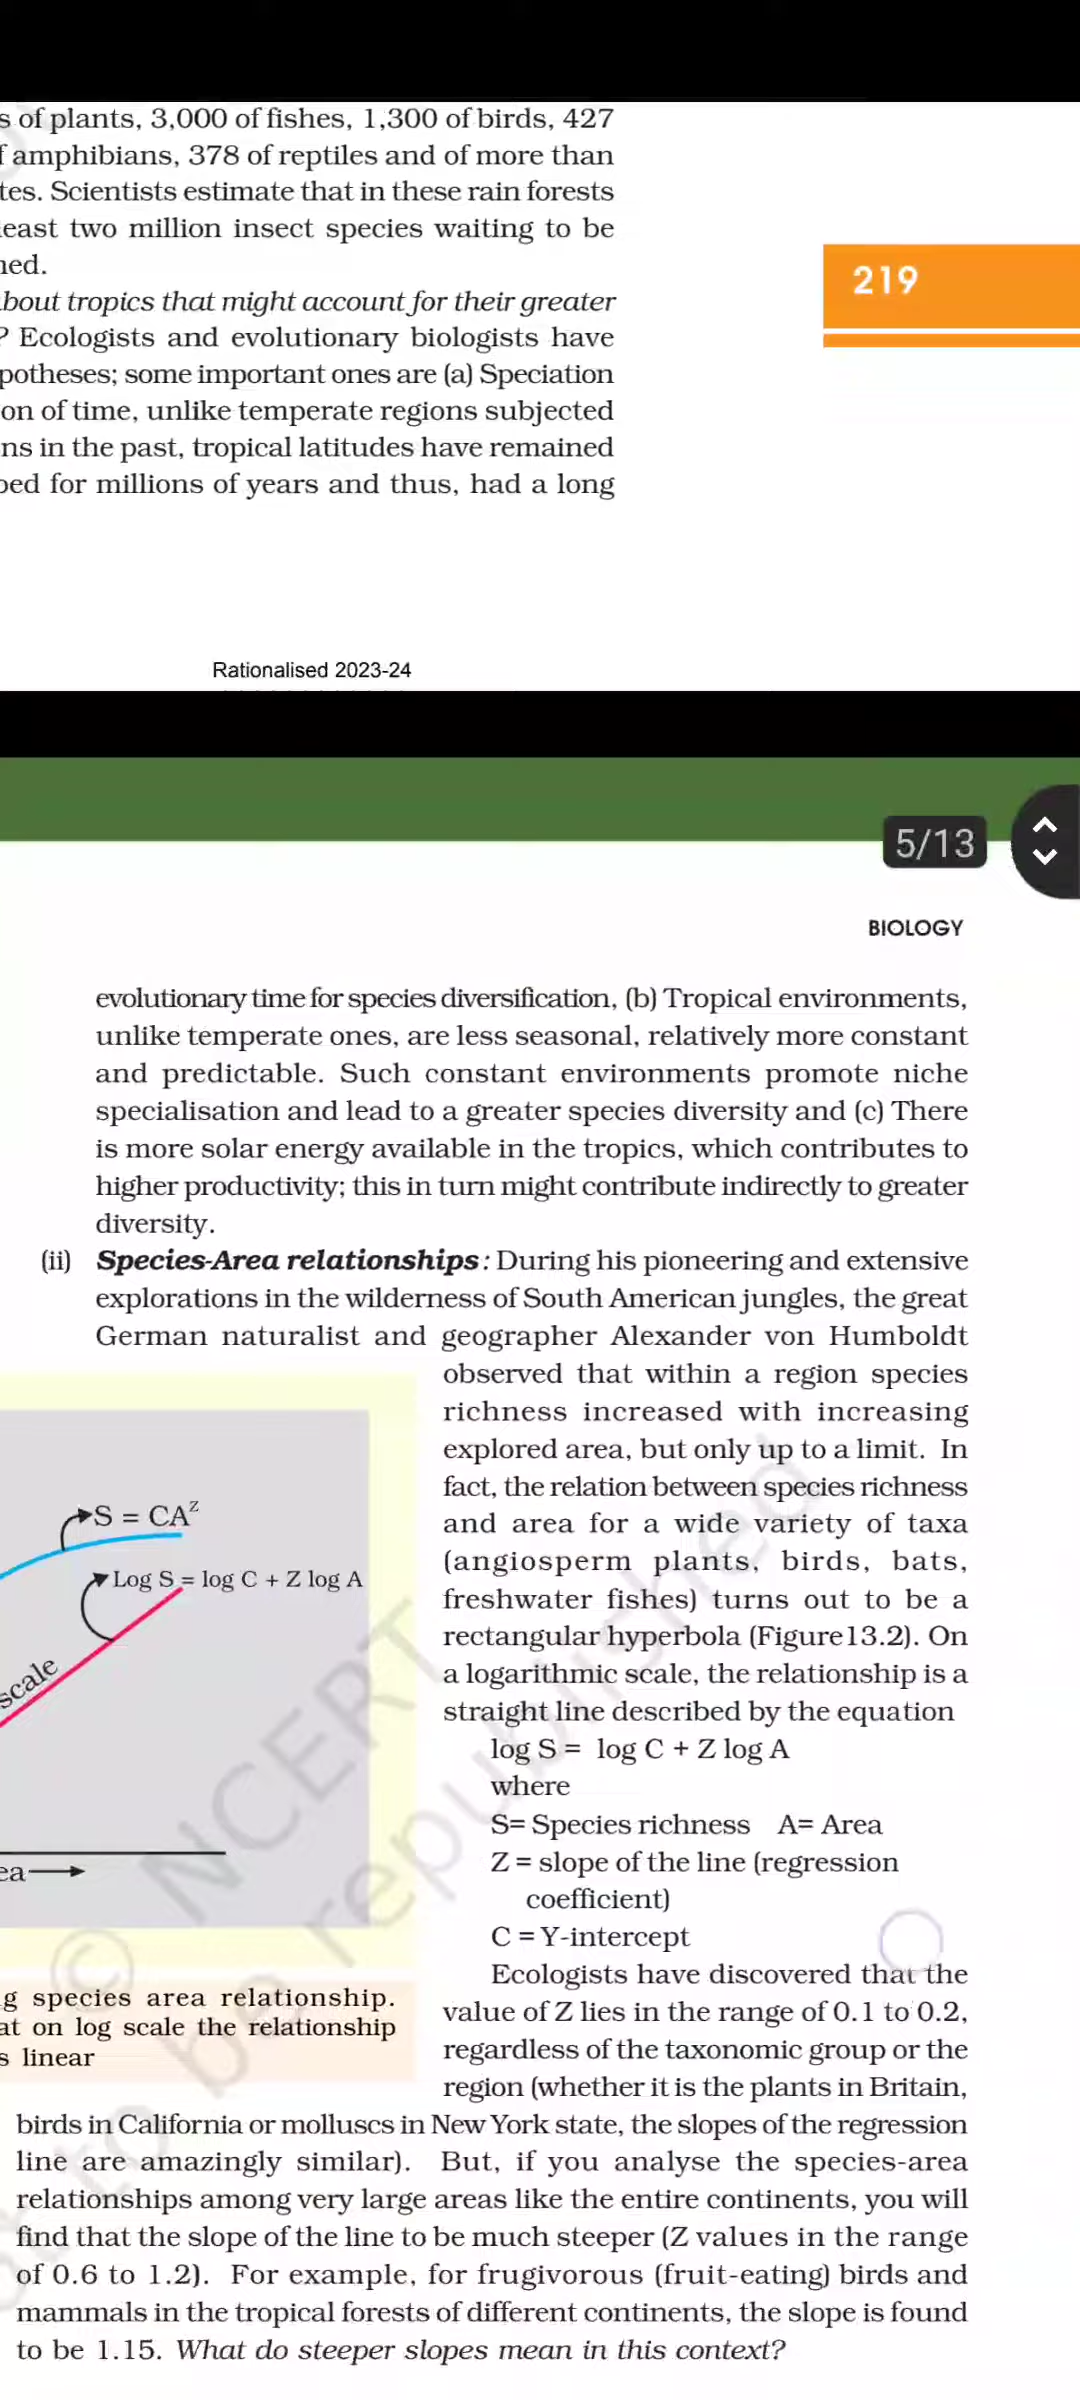 s of plants, 3,000 of fishes, 1,300 of birds, 427
f amphibians, 378 of reptiles and of more than
tes. Scientists estimate that in these rain forests
least two million insect species waiting to be
ned.
bout tropics that might account for their greater
? Ecologists and evolutionary biologists have
potheses; some important ones are (a) Speciation
on of time, unlike temperate regions subjected
ns in the past, tropical latitudes have remained
bed for millions of years and thus, had a long
219
Rationalised 2023-24
5/13
BIOLOGY
evolutionary time for species diversification, (b) Tropical environments,
unlike temperate ones, are less seasonal, relatively more constant
and predictable. Such constant environments promote niche
specialisation and lead to a greater species diversity and (c) There
is more solar energy available in the tropics, which contributes to
higher productivity; this in turn might contribute indirectly to greater
diversity.
(ii) Species-Area relationships: During his pioneering and extensive
explorations in the wilderness of South American jungles, the great
German naturalist and geographer Alexander von Humboldt
observed that within a region species
richness increased with increasing
explored area, but only up to a limit. In
fact, the relation between species richness
and area for a wide variety of taxa
(angiosperm plants, birds, bats,
freshwater fishes) turns out to be a
rectangular hyperbola (Figure13.2). On
a logarithmic scale, the relationship is a
straight line described by the equation
log S = log C + Z log A
where
S= Species richness A= Area
Z = slope of the line (regression
coefficient)
C = Y-intercept
Ecologists have discovered that the
value of Z lies in the range of 0.1 to 0.2,
regardless of the taxonomic group or the
region (whether it is the plants in Britain,
S = CAᶻ
Log S = log C + Z log A
scale
ea
g species area relationship.
at on log scale the relationship
s linear
birds in California or molluscs in New York state, the slopes of the regression
line are amazingly similar). But, if you analyse the species-area
relationships among very large areas like the entire continents, you will
find that the slope of the line to be much steeper (Z values in the range
of 0.6 to 1.2). For example, for frugivorous (fruit-eating) birds and
mammals in the tropical forests of different continents, the slope is found
to be 1.15. What do steeper slopes mean in this context?
© NCERT
to be republished